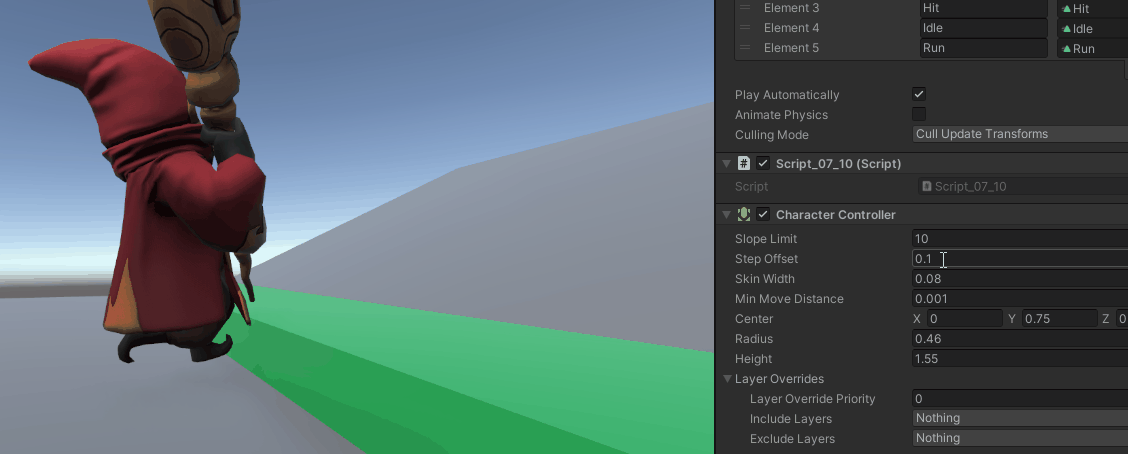 Element 3 Hit Hit
Element 4 Idle Idle
Element 5 Run Run
Play Automatically
Animate Physics
Culling Mode Cull Update Transforms
# Script_07_10 (Script)
Script # Script_07_10
Character Controller
Slope Limit 10
Step Offset 0.1
Skin Width 0.08
Min Move Distance 0.001
Center X 0 Y 0.75 Z 0
Radius 0.46
Height 1.55
Layer Overrides
Layer Override Priority 0
Include Layers Nothing
Exclude Layers Nothing